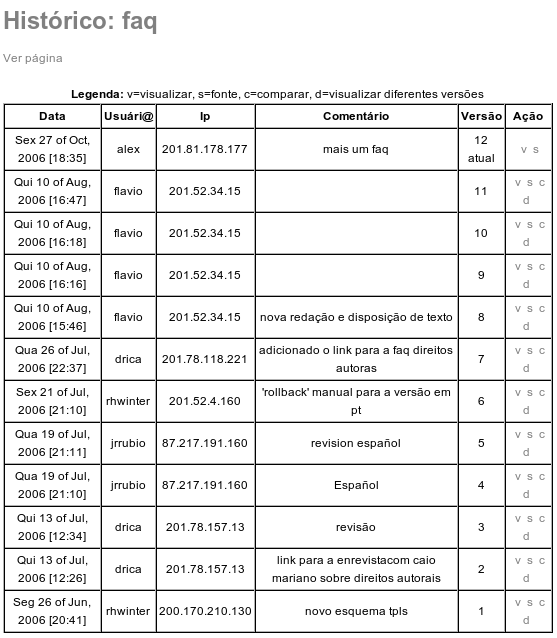 Histórico: faq
Ver página
Legenda: v=visualizar, s=fonte, c=comparar, d=visualizar diferentes versões
Data Usuári@ Ip Comentário Versão Ação
Sex 27 of Oct, 2006 [18:35] alex 201.81.178.177 mais um faq 12 atual v s
Qui 10 of Aug, 2006 [16:47] flavio 201.52.34.15 11 v s c d
Qui 10 of Aug, 2006 [16:18] flavio 201.52.34.15 10 v s c d
Qui 10 of Aug, 2006 [16:16] flavio 201.52.34.15 9 v s c d
Qui 10 of Aug, 2006 [15:46] flavio 201.52.34.15 nova redação e disposição de texto 8 v s c d
Qua 26 of Jul, 2006 [22:37] drica 201.78.118.221 adicionado o link para a faq direitos autoras 7 v s c d
Sex 21 of Jul, 2006 [21:10] rhwinter 201.52.4.160 'rollback' manual para a versão em pt 6 v s c d
Qua 19 of Jul, 2006 [21:11] jrrubio 87.217.191.160 revision español 5 v s c d
Qua 19 of Jul, 2006 [21:10] jrrubio 87.217.191.160 Español 4 v s c d
Qui 13 of Jul, 2006 [12:34] drica 201.78.157.13 revisão 3 v s c d
Qui 13 of Jul, 2006 [12:26] drica 201.78.157.13 link para a enrevistacom caio mariano sobre direitos autorais 2 v s c d
Seg 26 of Jun, 2006 [20:41] rhwinter 200.170.210.130 novo esquema tpls 1 v s c d